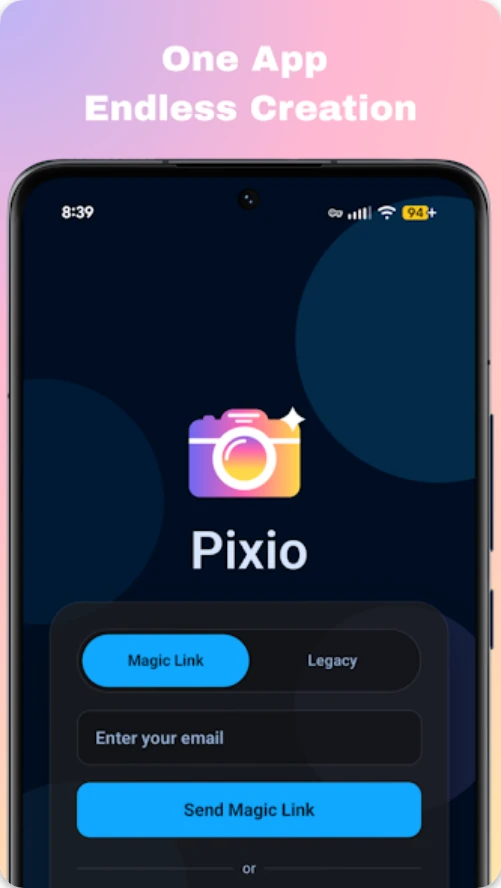 One App
Endless Creation
8:39
94+
Pixio
Magic Link
Legacy
Enter your email
Send Magic Link
or